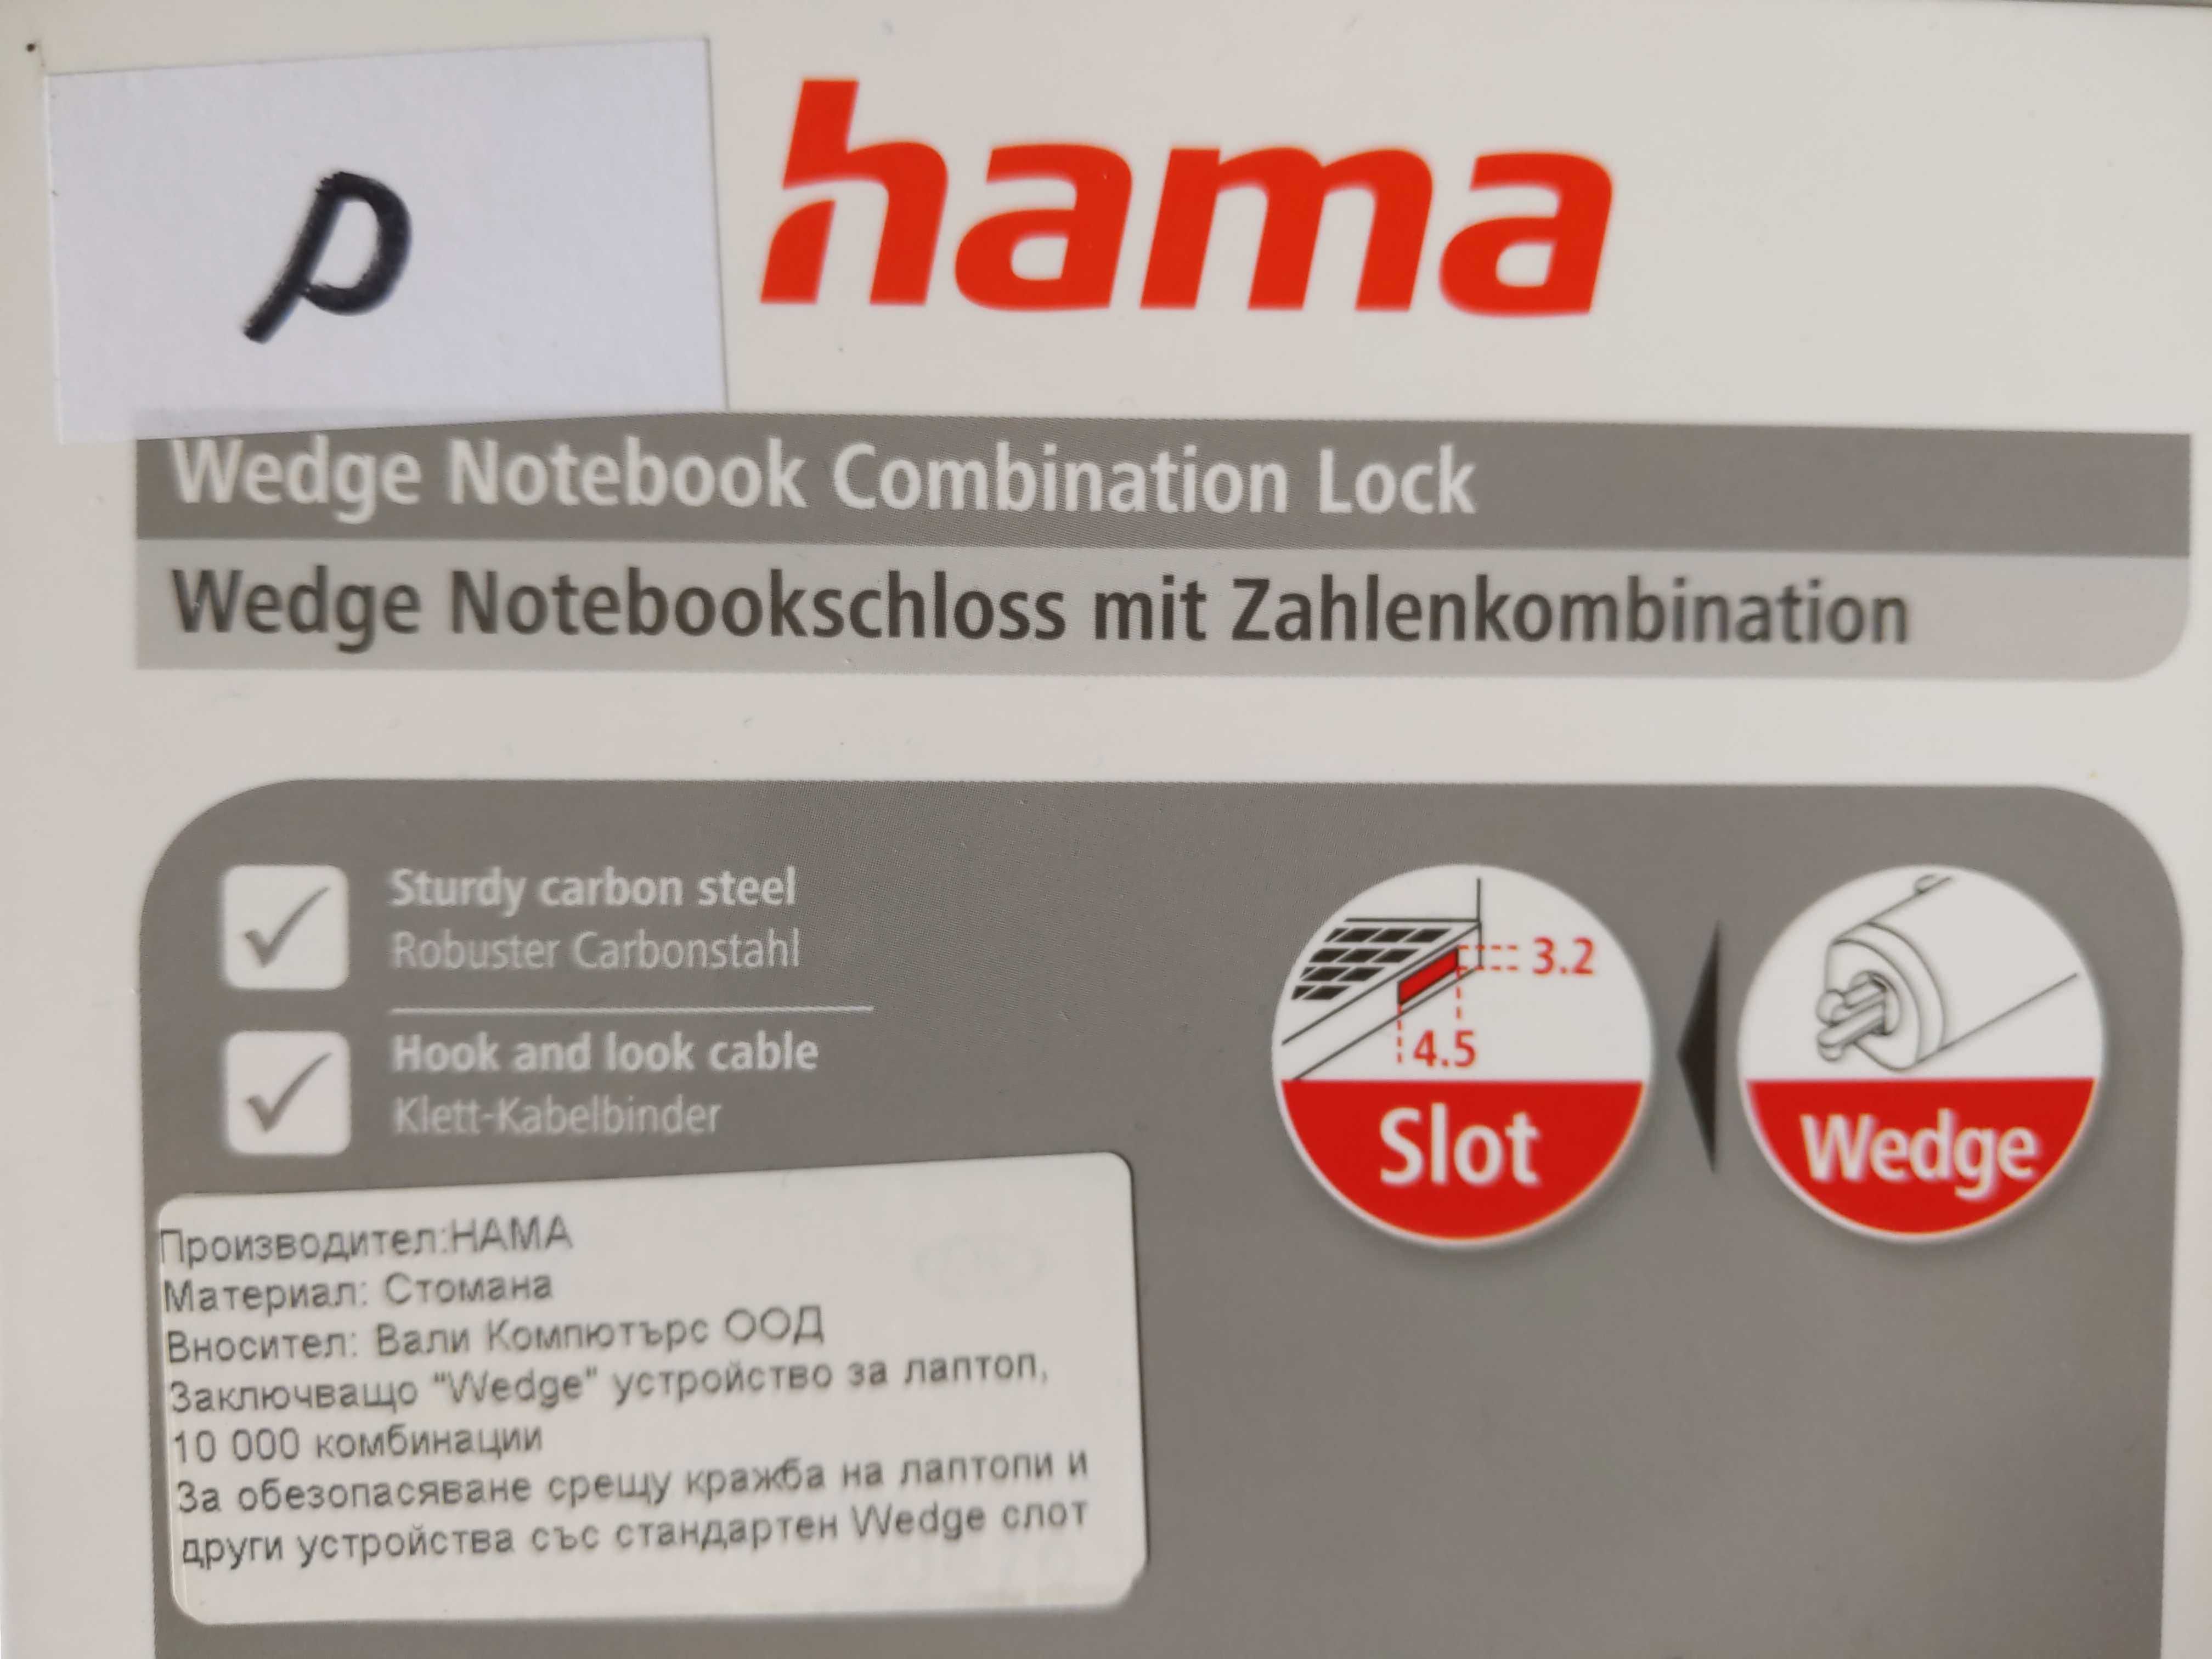 р
hama
Wedge Notebook Combination Lock
Wedge Notebookschloss mit Zahlenkombination
Sturdy carbon steel
Robuster Carbonstahl
Hook and look cable
Klett-Kabelbinder
3.2
4.5
Slot
Wedge
Производител:НАМА
Материал: Стомана
Вносител: Вали Компютърс ООД
Заключващо "Wedge" устройство за лаптоп,
10 000 комбинации
За обезопасяване срещу кражба на лаптопи и
други устройства със стандартен Wedge слот